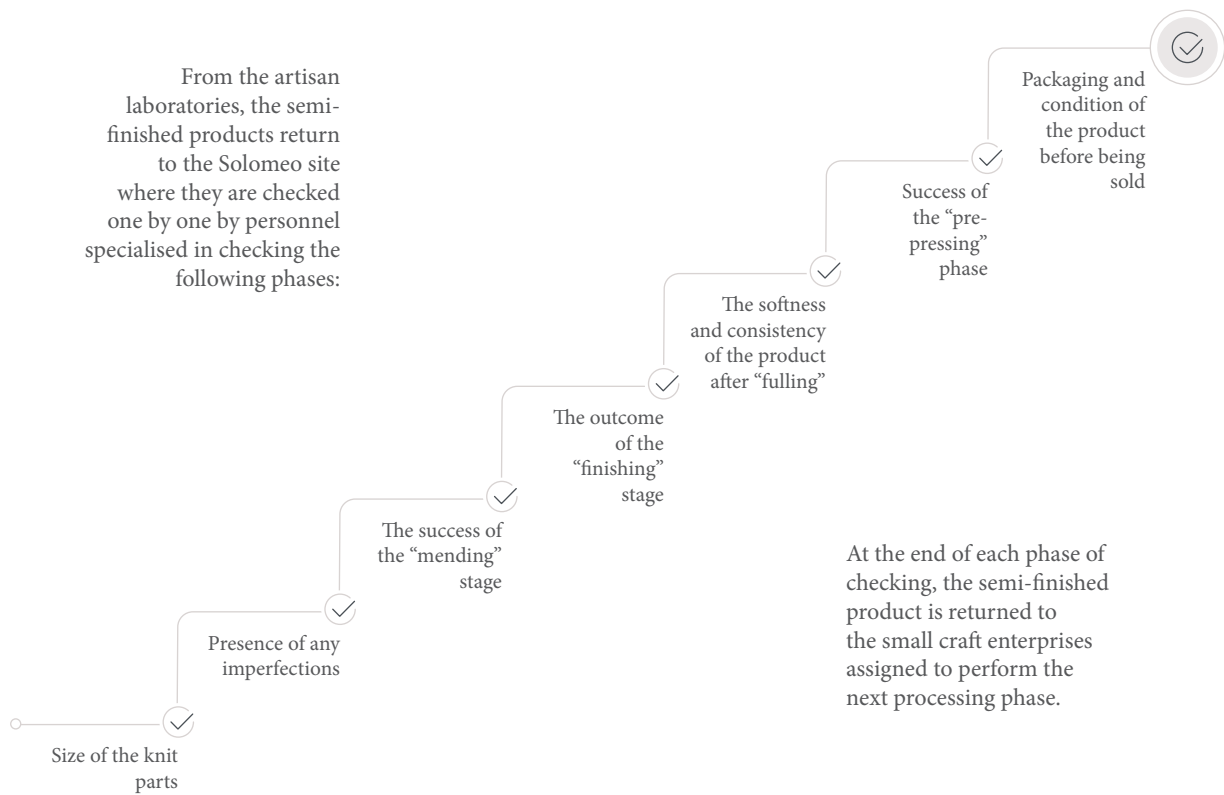 From the artisan
laboratories, the semi-
finished products return
to the Solomeo site
where they are checked
one by one by personnel
specialised in checking the
following phases:
Size of the knit
parts
Presence of any
imperfections
The success of
the “mending”
stage
The outcome
of the
“finishing”
stage
The softness
and consistency
of the product
after “fulling”
Success of
the “pre-
pressing”
phase
Packaging and
condition of
the product
before being
sold
At the end of each phase of
checking, the semi-finished
product is returned to
the small craft enterprises
assigned to perform the
next processing phase.